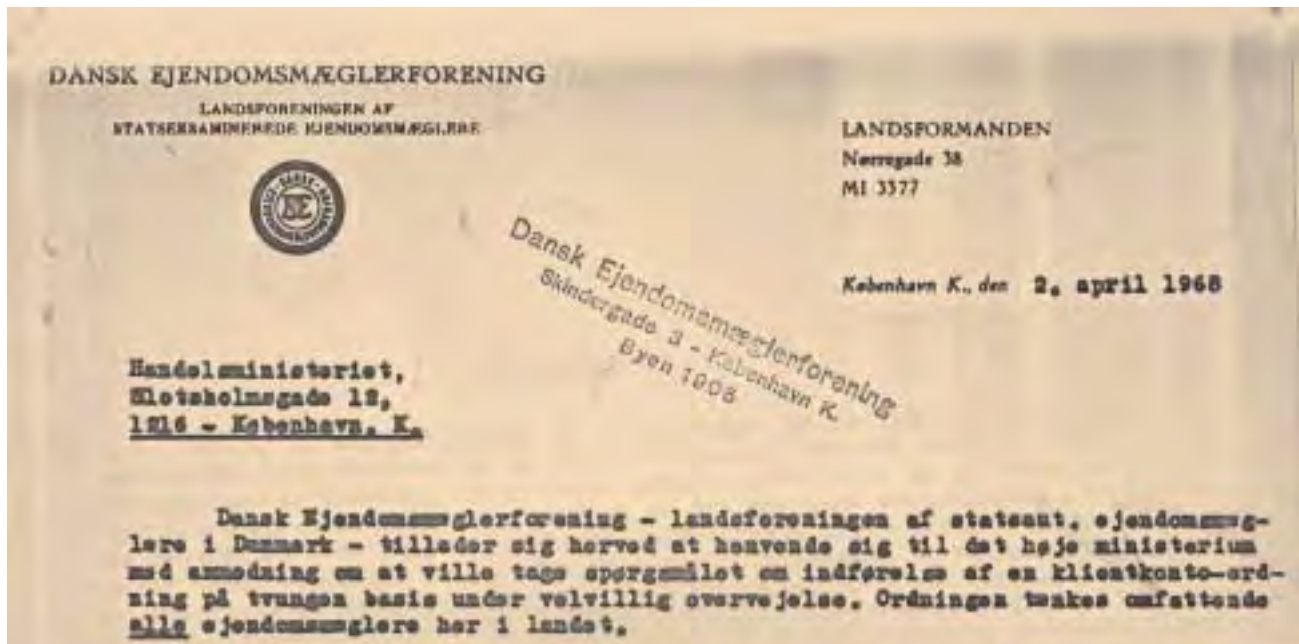 DANSK EJENDOMSMÆGLERFORENING
LANDSFORENINGEN AF
STATSEKSAMINEREDE EJENDOMSMÆGLERE
DE
LANDSFORMANDEN
Nørregade 38
MI 3377
København K., den 2. april 1968
Dansk Ejendomsmæglerforening
Skindergade 3 - København K.
Byen 1908
Handelsministeriet,
Slotsholmsgade 12,
1216 - København. K.
Dansk Ejendomsmæglerforening - landsforeningen af statsaut. ejendomsmæg-
lere i Danmark - tillader sig herved at henvende sig til det høje ministerium
med anmodning om at ville tage spørgsmålet om indførelse af en klientkonto-ord-
ning på tvungen basis under velvillig overvejelse. Ordningen tænkes omfattende
alle ejendomsmæglere her i landet.